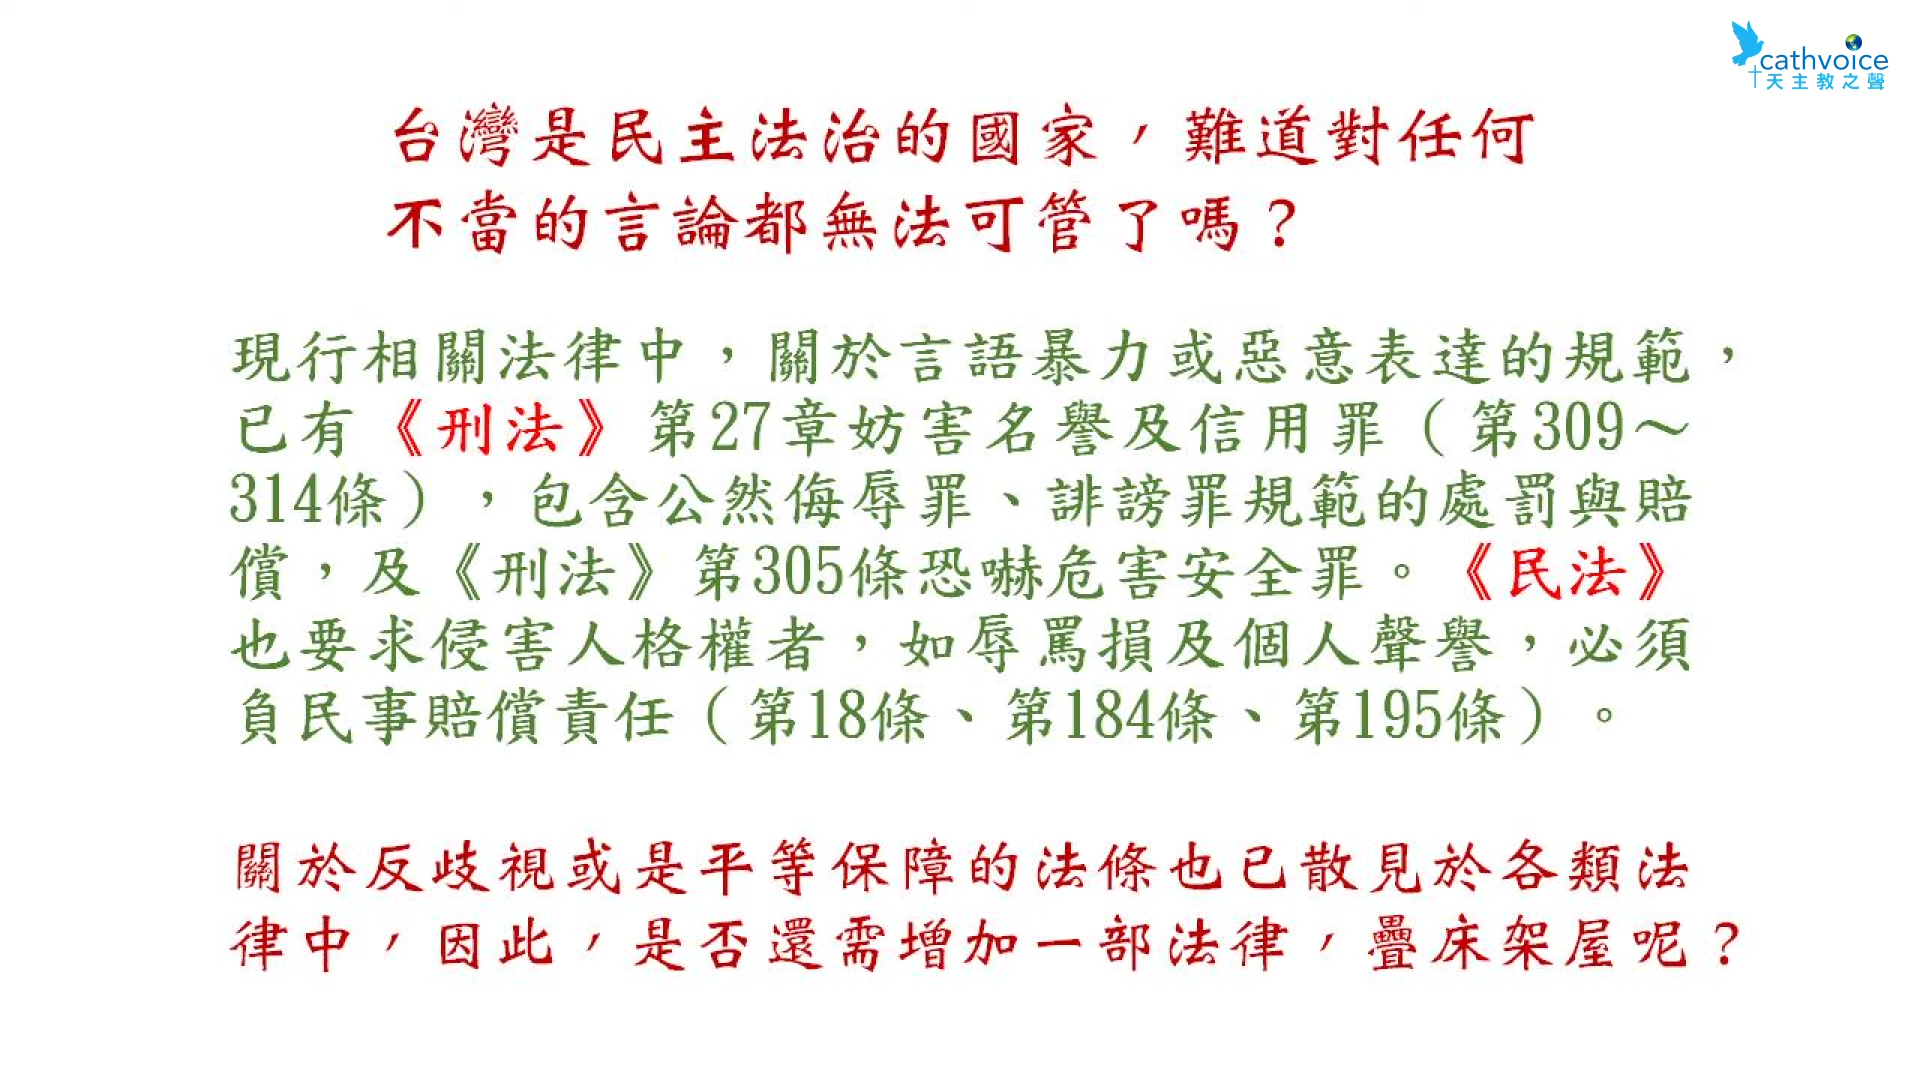 cathvoice
天主教之聲
台灣是民主法治的國家，難道對任何
不當的言論都無法可管了嗎？
現行相關法律中，關於言語暴力或惡意表達的規範，
已有《刑法》第27章妨害名譽及信用罪（第309～
314條），包含公然侮辱罪、誹謗罪規範的處罰與賠
償，及《刑法》第305條恐嚇危害安全罪。《民法》
也要求侵害人格權者，如辱罵損及個人聲譽，必須
負民事賠償責任（第18條、第184條、第195條）。
關於反歧視或是平等保障的法條也已散見於各類法
律中，因此，是否還需增加一部法律，疊床架屋呢？